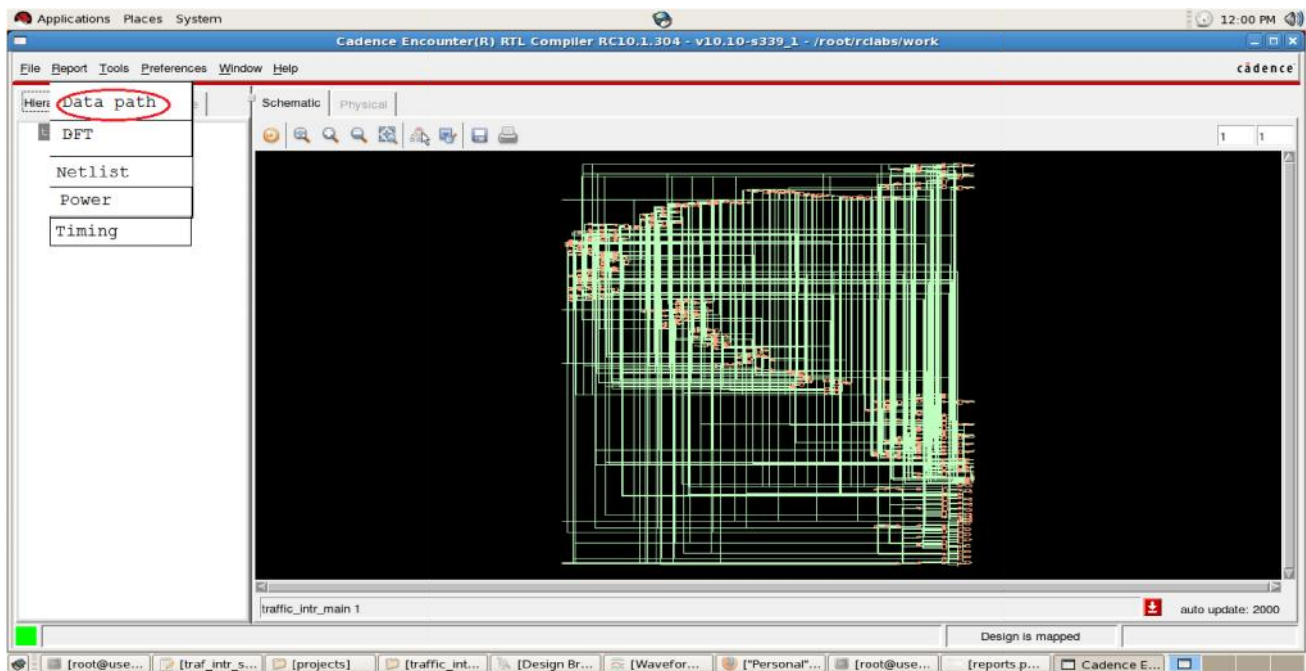 Applications Places System
12:00 PM
Cadence Encounter(R) RTL Compiler RC10.1.304 - v10.10-s339_1 - /root/rclabs/work
File Report Tools Preferences Window Help
cādence
Hiera
Data path
DFT
Netlist
Power
Timing
Schematic Physical
1 1
traffic_intr_main 1
auto update: 2000
Design is mapped
[root@use... [traf_intr_s... [projects] [traffic_int... [Design Br... [Wavefor... ["Personal"... [root@use... [reports p... Cadence E...